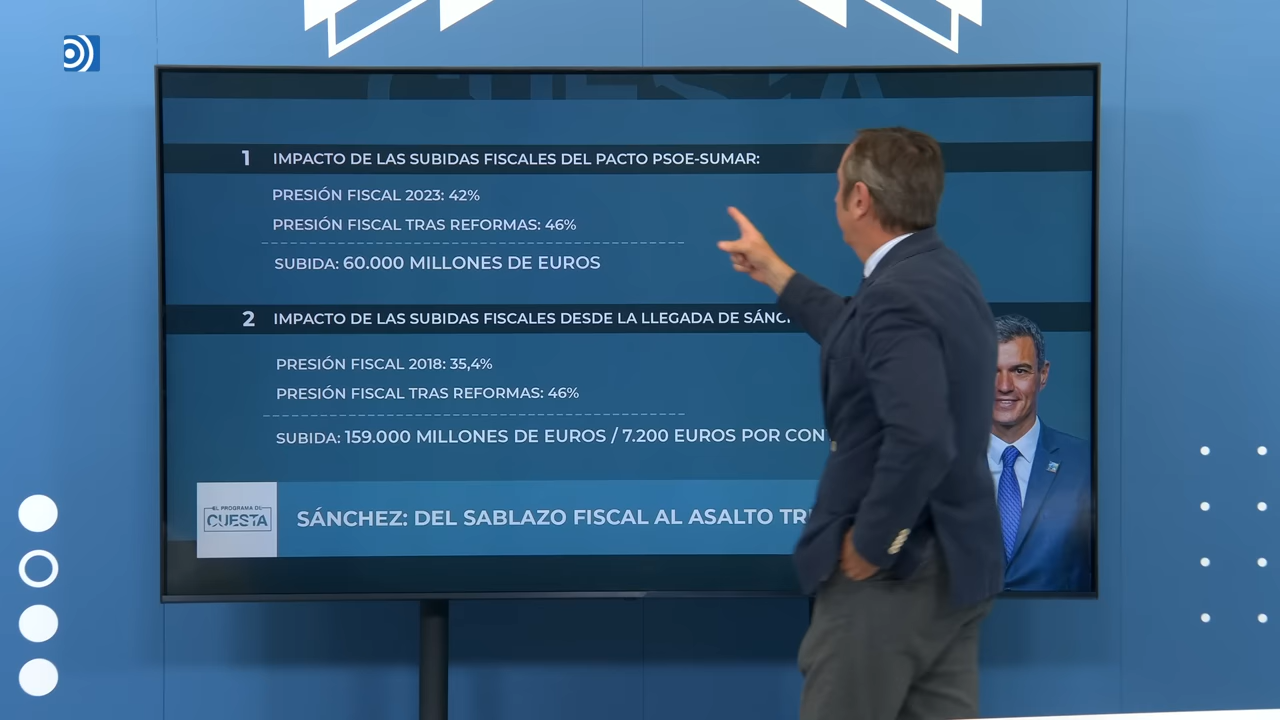 CUESTA
1 IMPACTO DE LAS SUBIDAS FISCALES DEL PACTO PSOE-SUMAR:
PRESIÓN FISCAL 2023: 42%
PRESIÓN FISCAL TRAS REFORMAS: 46%
SUBIDA: 60.000 MILLONES DE EUROS
2 IMPACTO DE LAS SUBIDAS FISCALES DESDE LA LLEGADA DE
PRESIÓN FISCAL 2018: 35,4%
PRESIÓN FISCAL TRAS REFORMAS: 46%
SUBIDA: 159.000 MILLONES DE EUROS / 7.200 EUROS POR
EL PROGRAMA DE
CUESTA
SÁNCHEZ: DEL SABLAZO FISCAL AL ASALTO